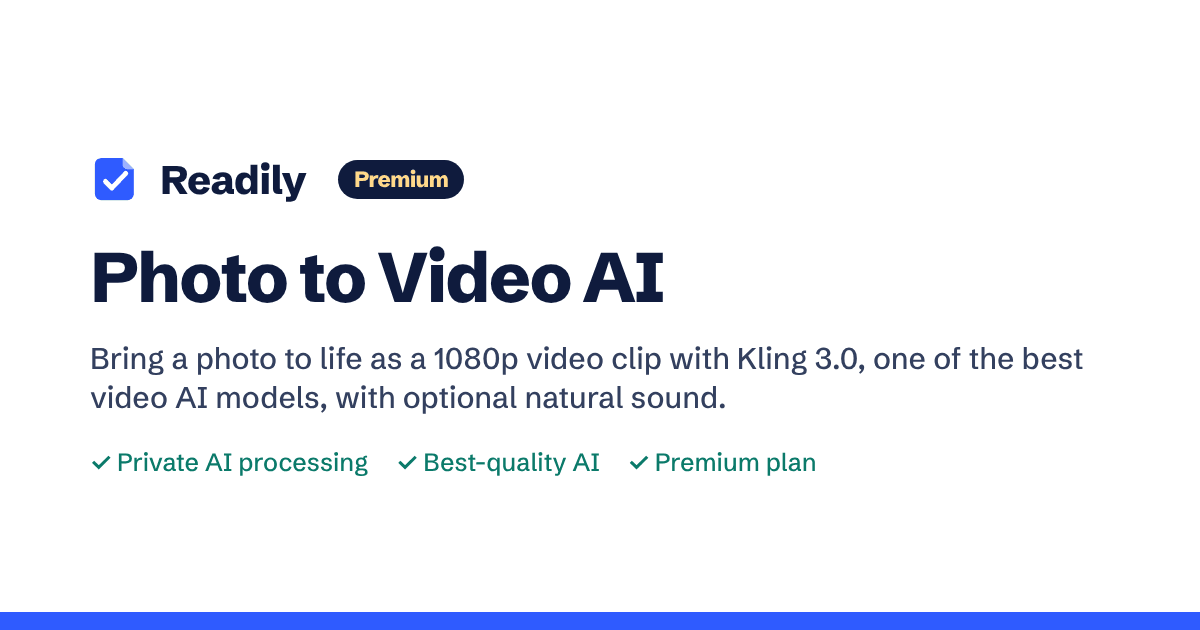 Readily
Premium
Photo to Video AI
Bring a photo to life as a 1080p video clip with Kling 3.0, one of the best
video AI models, with optional natural sound.
✓ Private AI processing ✓ Best-quality AI ✓ Premium plan